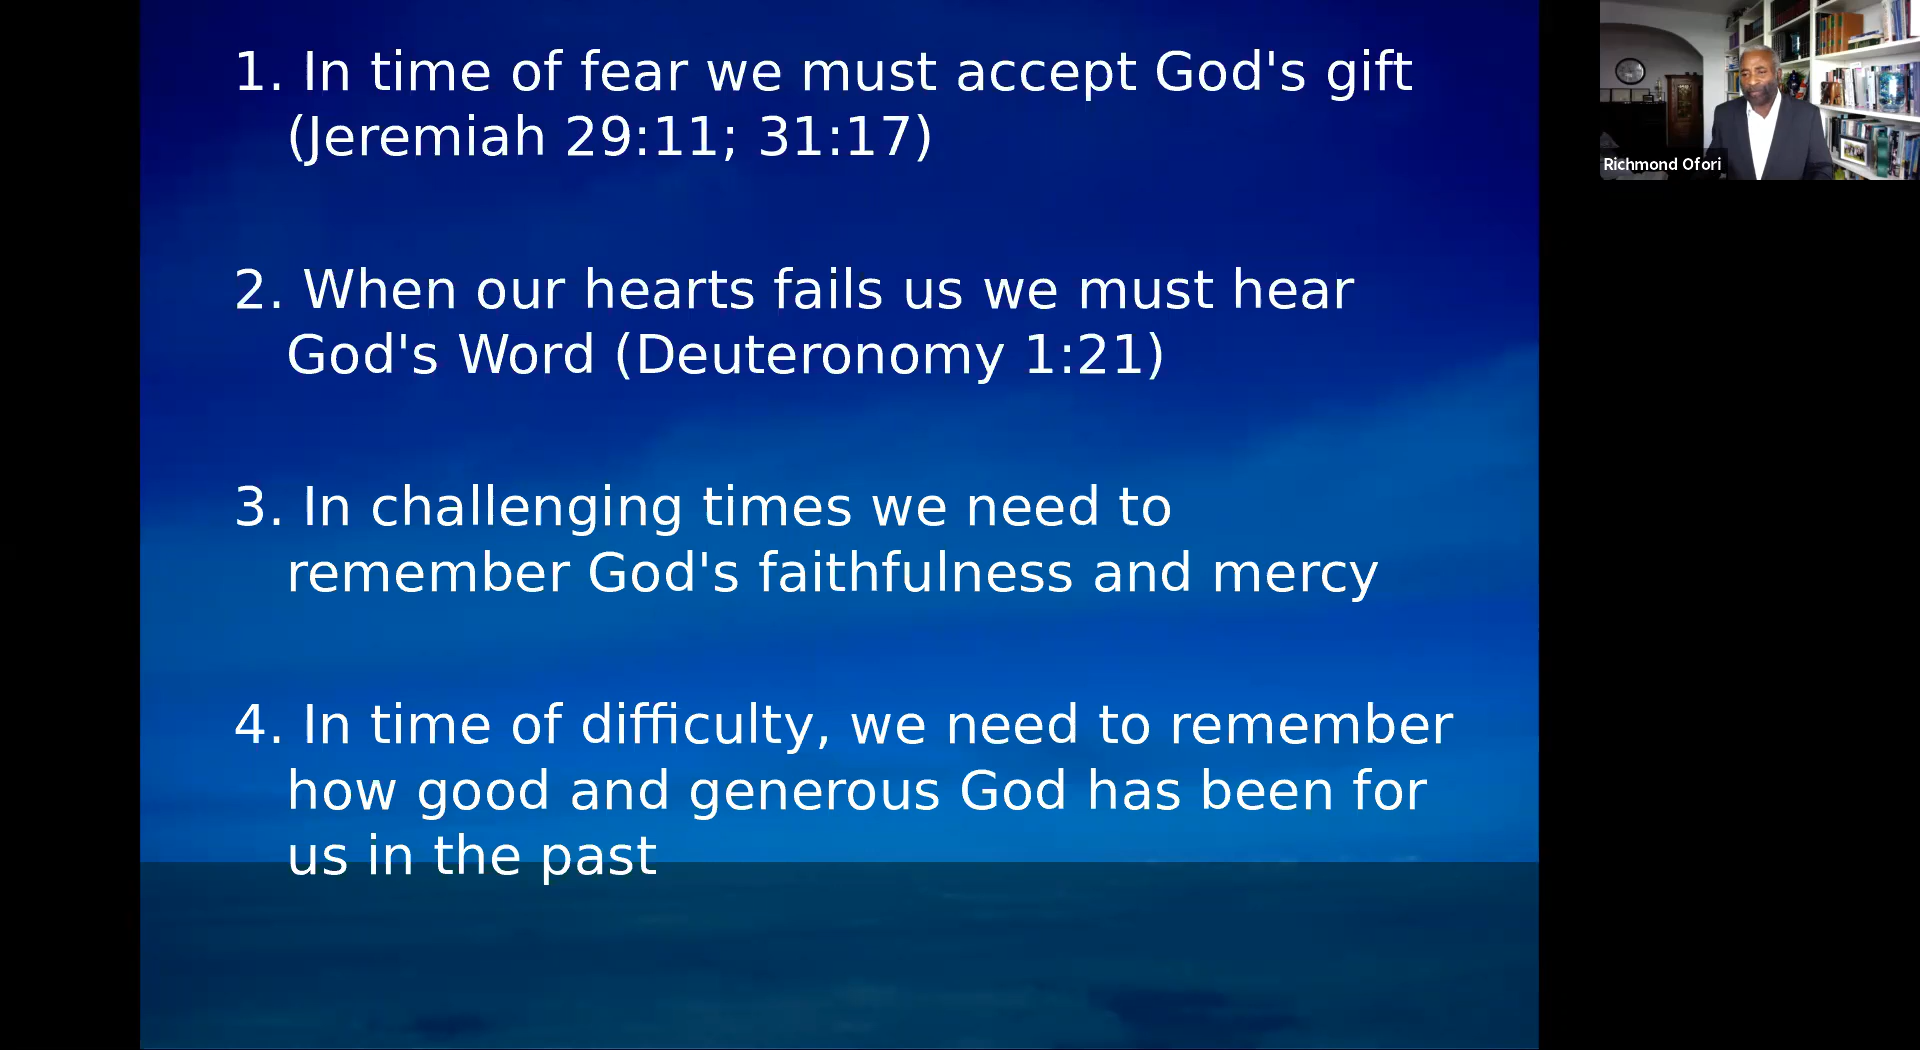 1. In time of fear we must accept God's gift
(Jeremiah 29:11; 31:17)
2. When our hearts fails us we must hear
God's Word (Deuteronomy 1:21)
3. In challenging times we need to
remember God's faithfulness and mercy
4. In time of difficulty, we need to remember
how good and generous God has been for
us in the past
Richmond Ofori